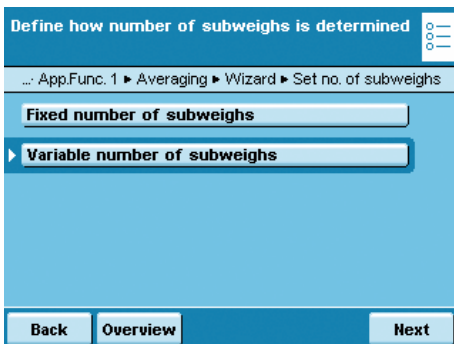 Define how number of subweighs is determined
... App.Func. 1 ▸ Averaging ▸ Wizard ▸ Set no. of subweighs
Fixed number of subweighs
Variable number of subweighs
Back Overview Next